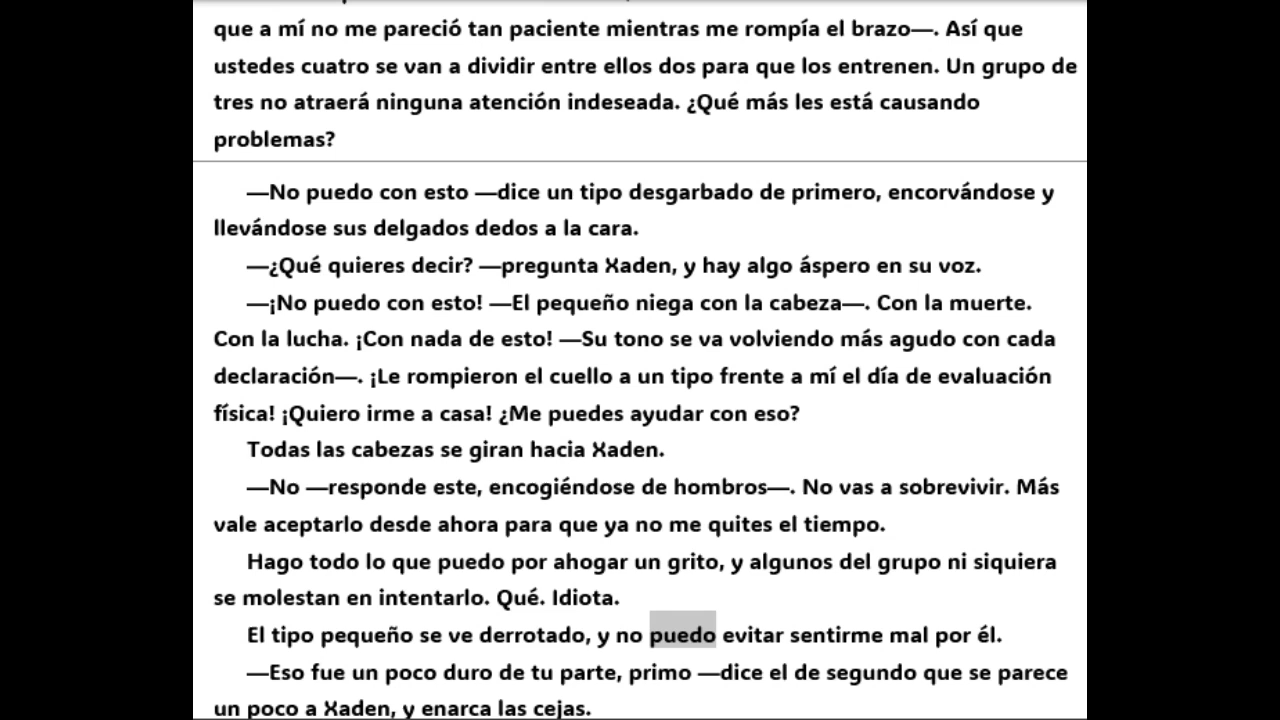 que a mí no me pareció tan paciente mientras me rompía el brazo—. Así que
ustedes cuatro se van a dividir entre ellos dos para que los entrenen. Un grupo de
tres no atraerá ninguna atención indeseada. ¿Qué más les está causando
problemas?
—No puedo con esto —dice un tipo desgarbado de primero, encorvándose y
llevándose sus delgados dedos a la cara.
—¿Qué quieres decir? —pregunta Xaden, y hay algo áspero en su voz.
—¡No puedo con esto! —El pequeño niega con la cabeza—. Con la muerte.
Con la lucha. ¡Con nada de esto! —Su tono se va volviendo más agudo con cada
declaración—. ¡Le rompieron el cuello a un tipo frente a mí el día de evaluación
física! ¡Quiero irme a casa! ¿Me puedes ayudar con eso?
Todas las cabezas se giran hacia Xaden.
—No —responde este, encogiéndose de hombros—. No vas a sobrevivir. Más
vale aceptarlo desde ahora para que ya no me quites el tiempo.
Hago todo lo que puedo por ahogar un grito, y algunos del grupo ni siquiera
se molestan en intentarlo. Qué. Idiota.
El tipo pequeño se ve derrotado, y no puedo evitar sentirme mal por él.
—Eso fue un poco duro de tu parte, primo —dice el de segundo que se parece
un poco a Xaden, y enarca las cejas.